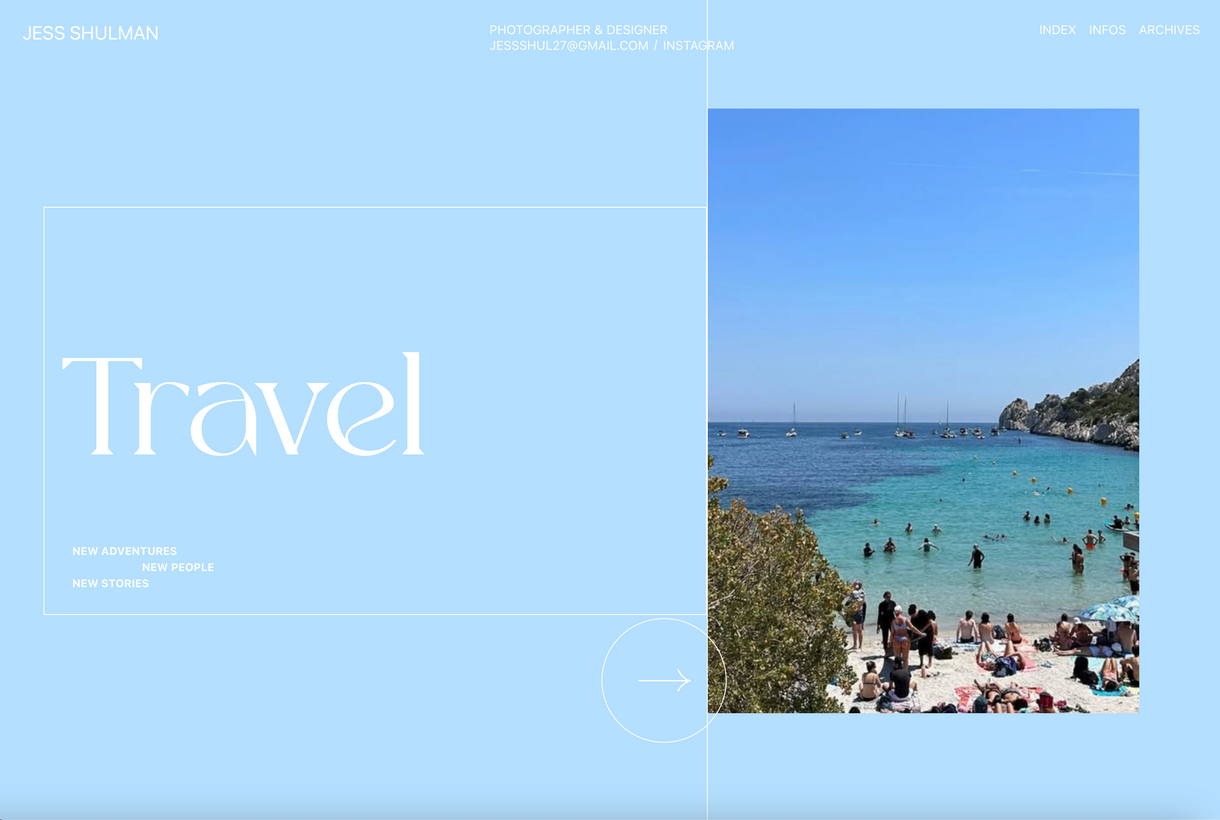 JESS SHULMAN
PHOTOGRAPHER & DESIGNER
JESSSHUL27@GMAIL.COM / INSTAGRAM
INDEX INFOS ARCHIVES
Travel
NEW ADVENTURES
NEW PEOPLE
NEW STORIES